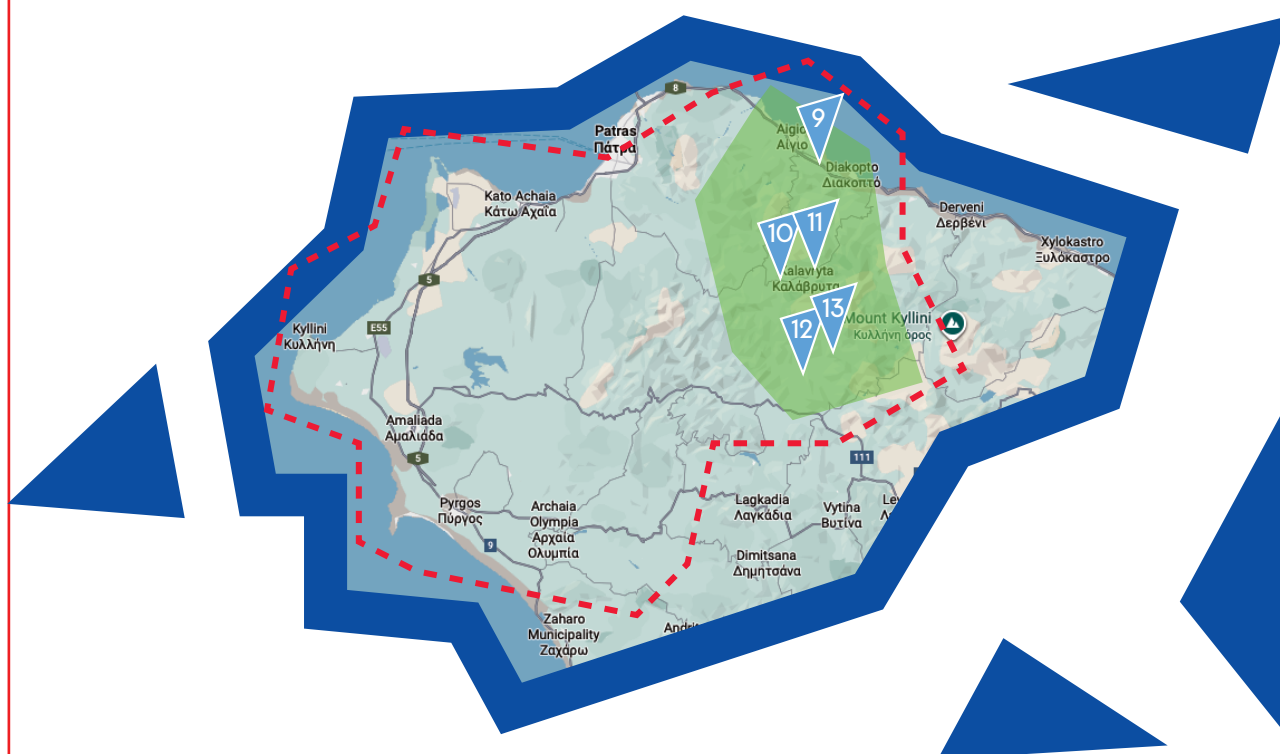 8
Patras
Πάτρα
9
Aigio
Αίγιο
Diakopto
Διακοπτό
Kato Achaia
Κάτω Αχαΐα
Derveni
Δερβένι
10
11
Xylokastro
Ξυλόκαστρο
5
Kalavryta
Καλάβρυτα
Kyllini
Κυλλήνη
E55
12
13
Mount Kyllini
Κυλλήνη όρος
Amaliada
Αμαλιάδα
5
111
Pyrgos
Πύργος
Archaia
Olympia
Αρχαία
Ολυμπία
Lagkadia
Λαγκάδια
Vytina
Βυτίνα
9
Dimitsana
Δημητσάνα
Zaharo
Municipality
Ζαχάρω